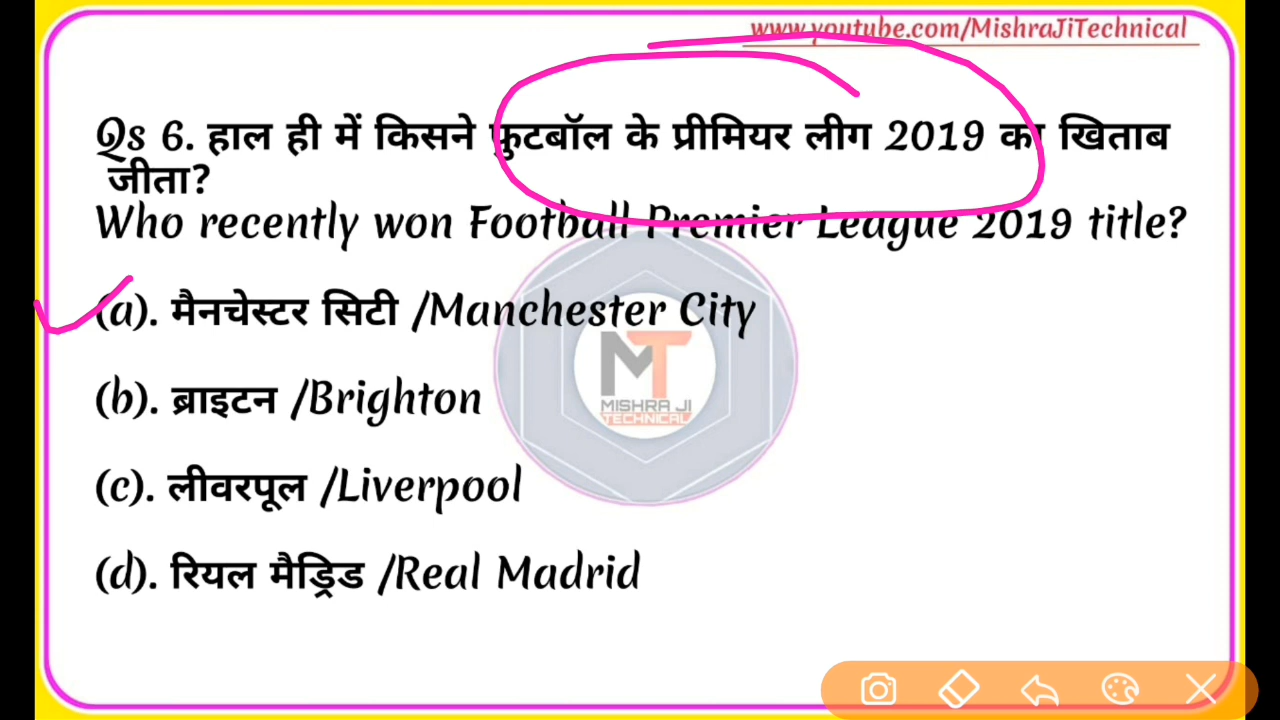 www.youtube.com/MishraJiTechnical
Qs 6. हाल ही में किसने फुटबॉल के प्रीमियर लीग 2019 का खिताब
जीता?
Who recently won Football Premier League 2019 title?
(a). मैनचेस्टर सिटी /Manchester City
(b). ब्राइटन /Brighton
(c). लीवरपूल /Liverpool
(d). रियल मैड्रिड /Real Madrid
MT
MISHRA JI
TECHNICAL